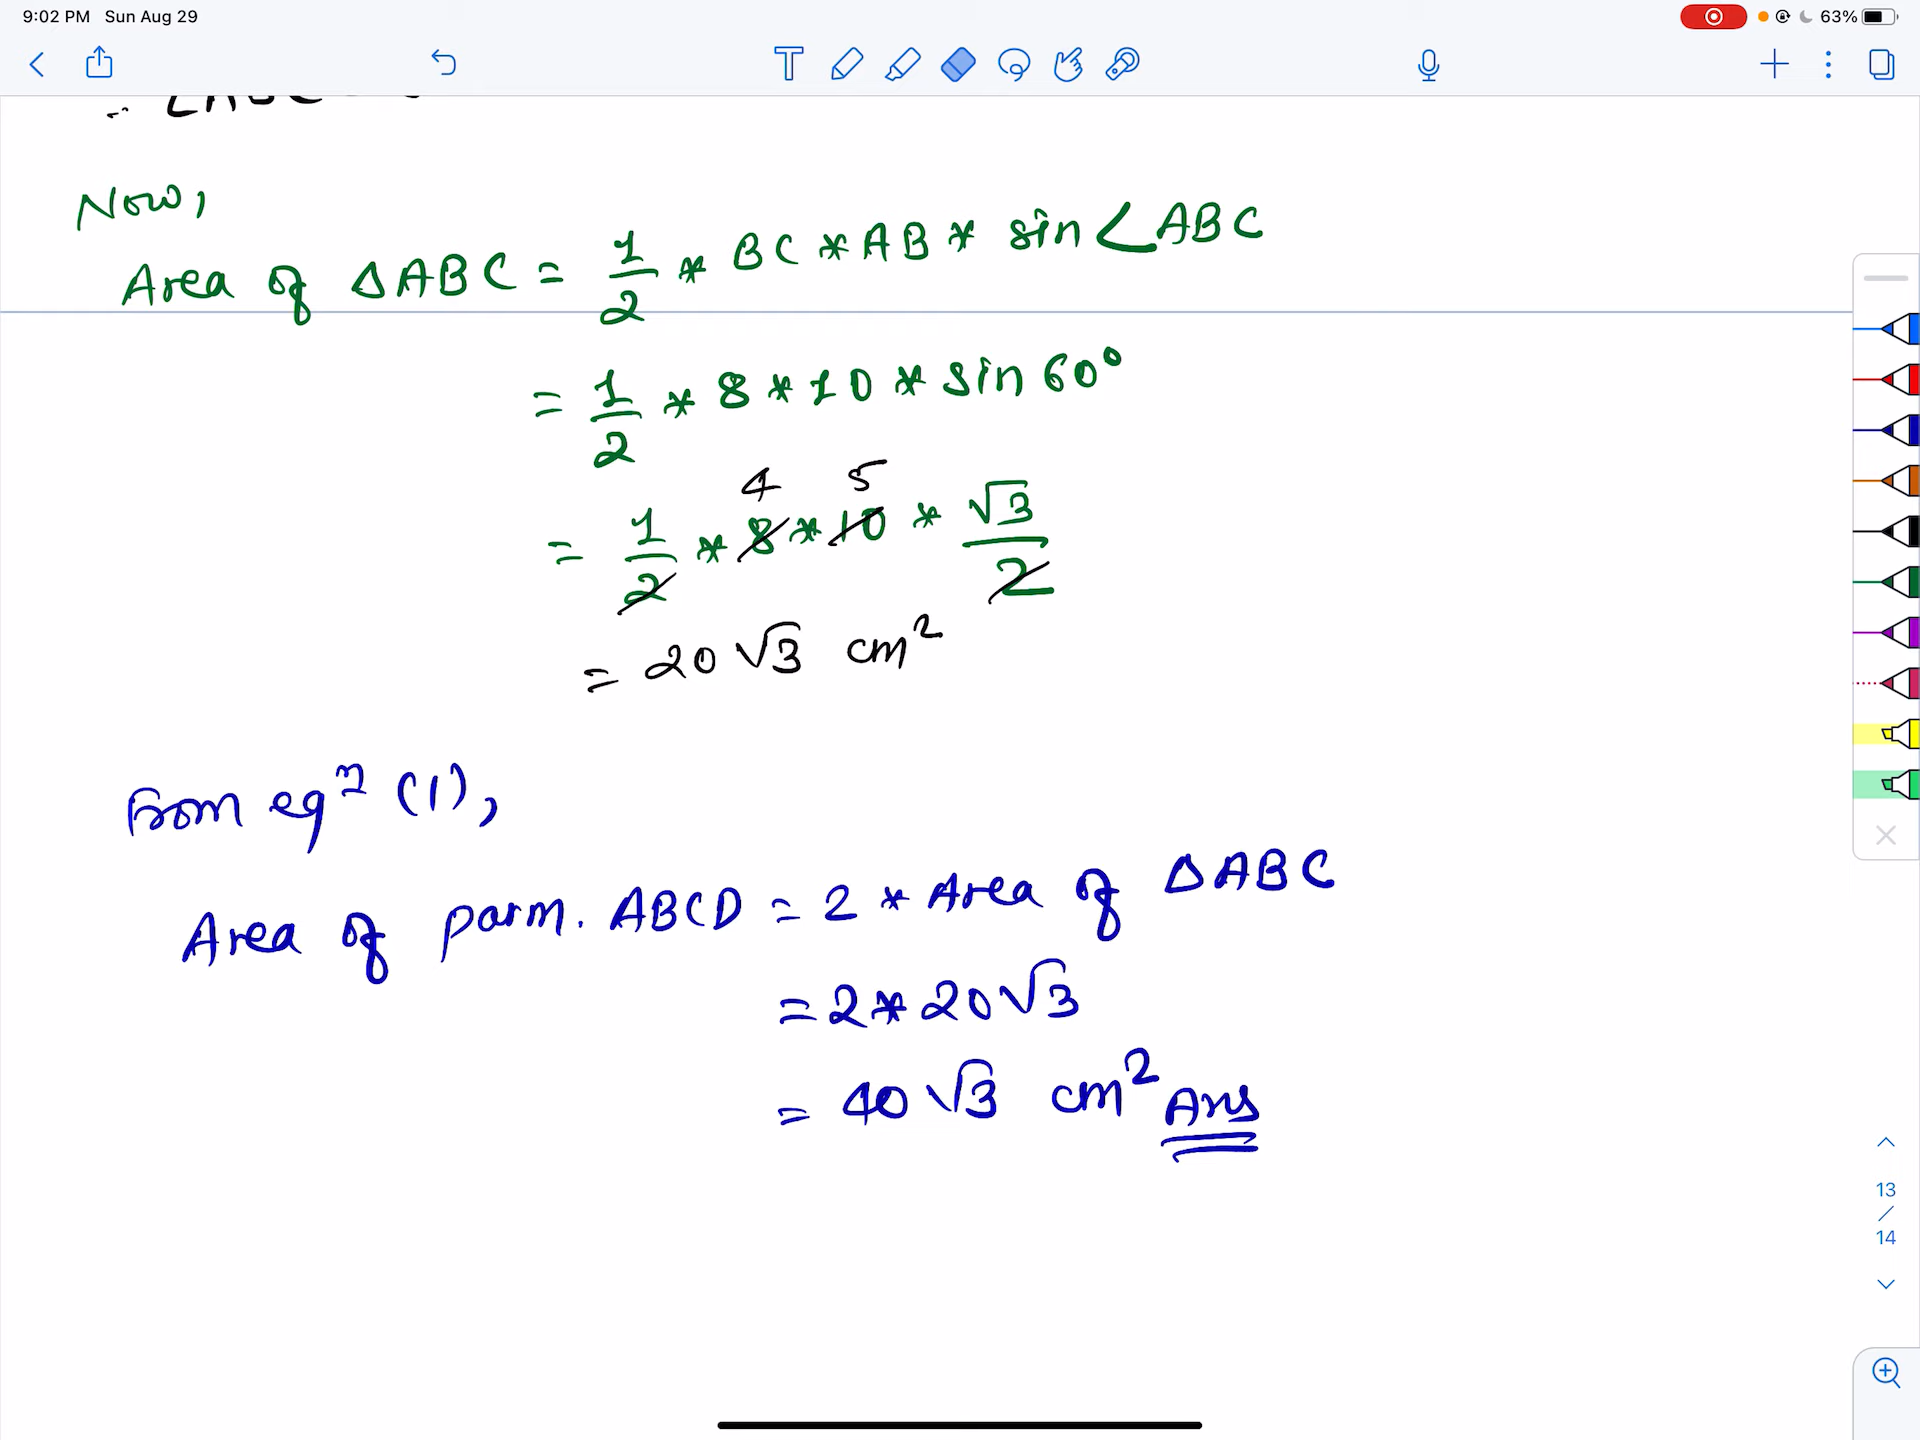 9:02 PM Sun Aug 29
63%
Now,
Area of ΔABC = 1/2 * BC * AB * sin∠ABC
= 1/2 * 8 * 10 * sin 60°
4 5
= 1/2 * 8 * 10 * √3/2
= 20√3 cm²
From eqⁿ (1),
Area of parm. ABCD = 2 * Area of ΔABC
= 2 * 20√3
= 40√3 cm² Ans
13
/
14